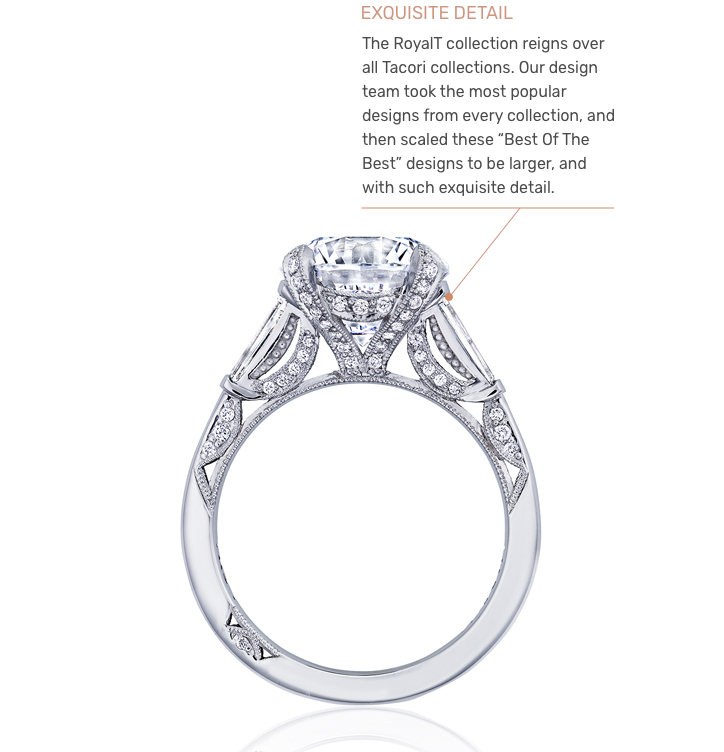 EXQUISITE DETAIL
The RoyalT collection reigns over
all Tacori collections. Our design
team took the most popular
designs from every collection, and
then scaled these “Best Of The
Best” designs to be larger, and
with such exquisite detail.